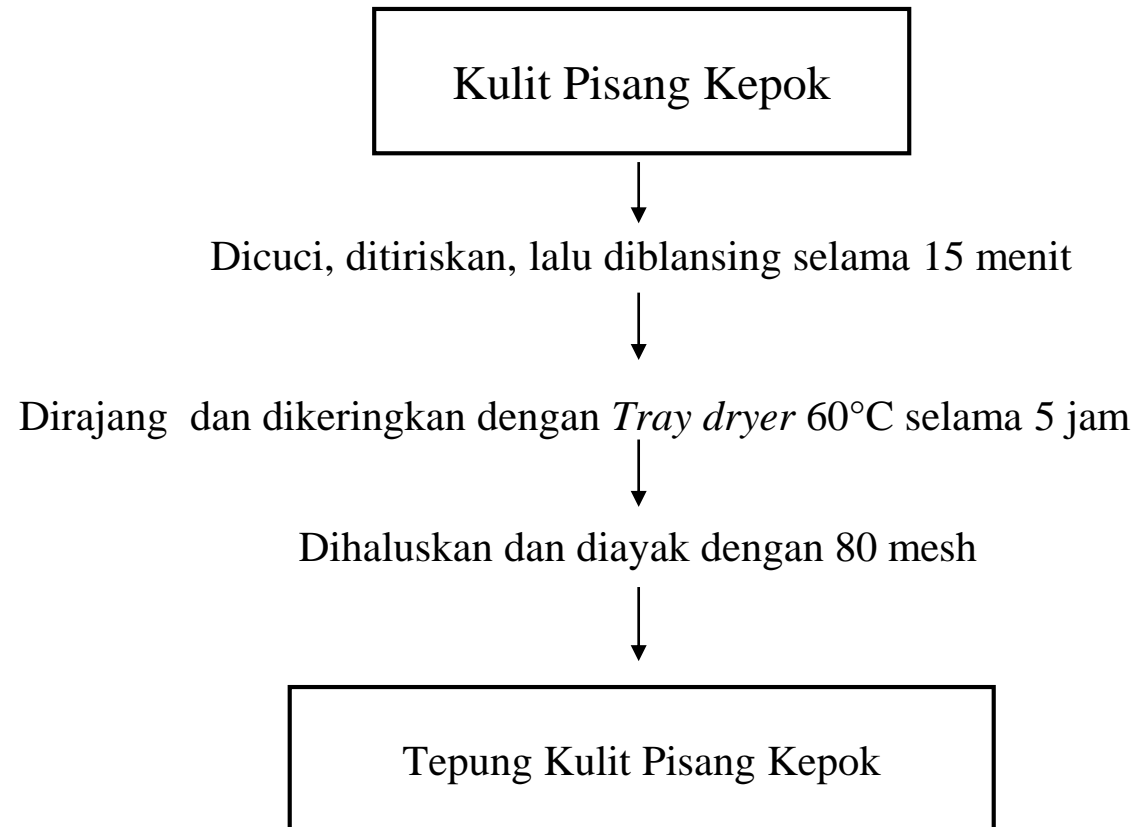 Kulit Pisang Kepok
Dicuci, ditiriskan, lalu diblansing selama 15 menit
Dirajang dan dikeringkan dengan Tray dryer 60°C selama 5 jam
Dihaluskan dan diayak dengan 80 mesh
Tepung Kulit Pisang Kepok